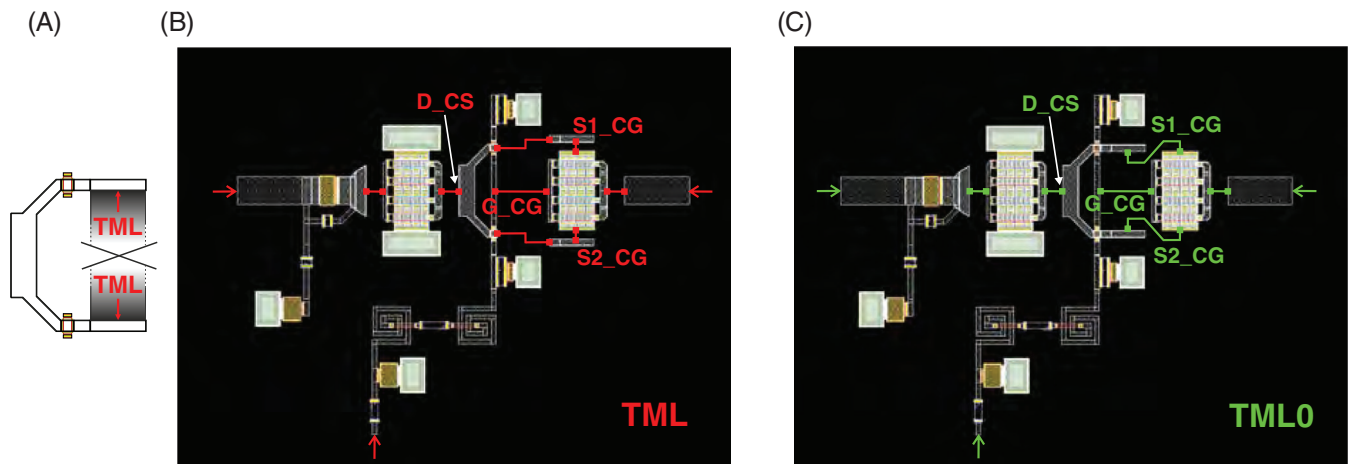 (A)
(B)
(C)
TML
TML
D_CS
S1_CG
G_CG
S2_CG
TML
D_CS
S1_CG
G_CG
S2_CG
TML0